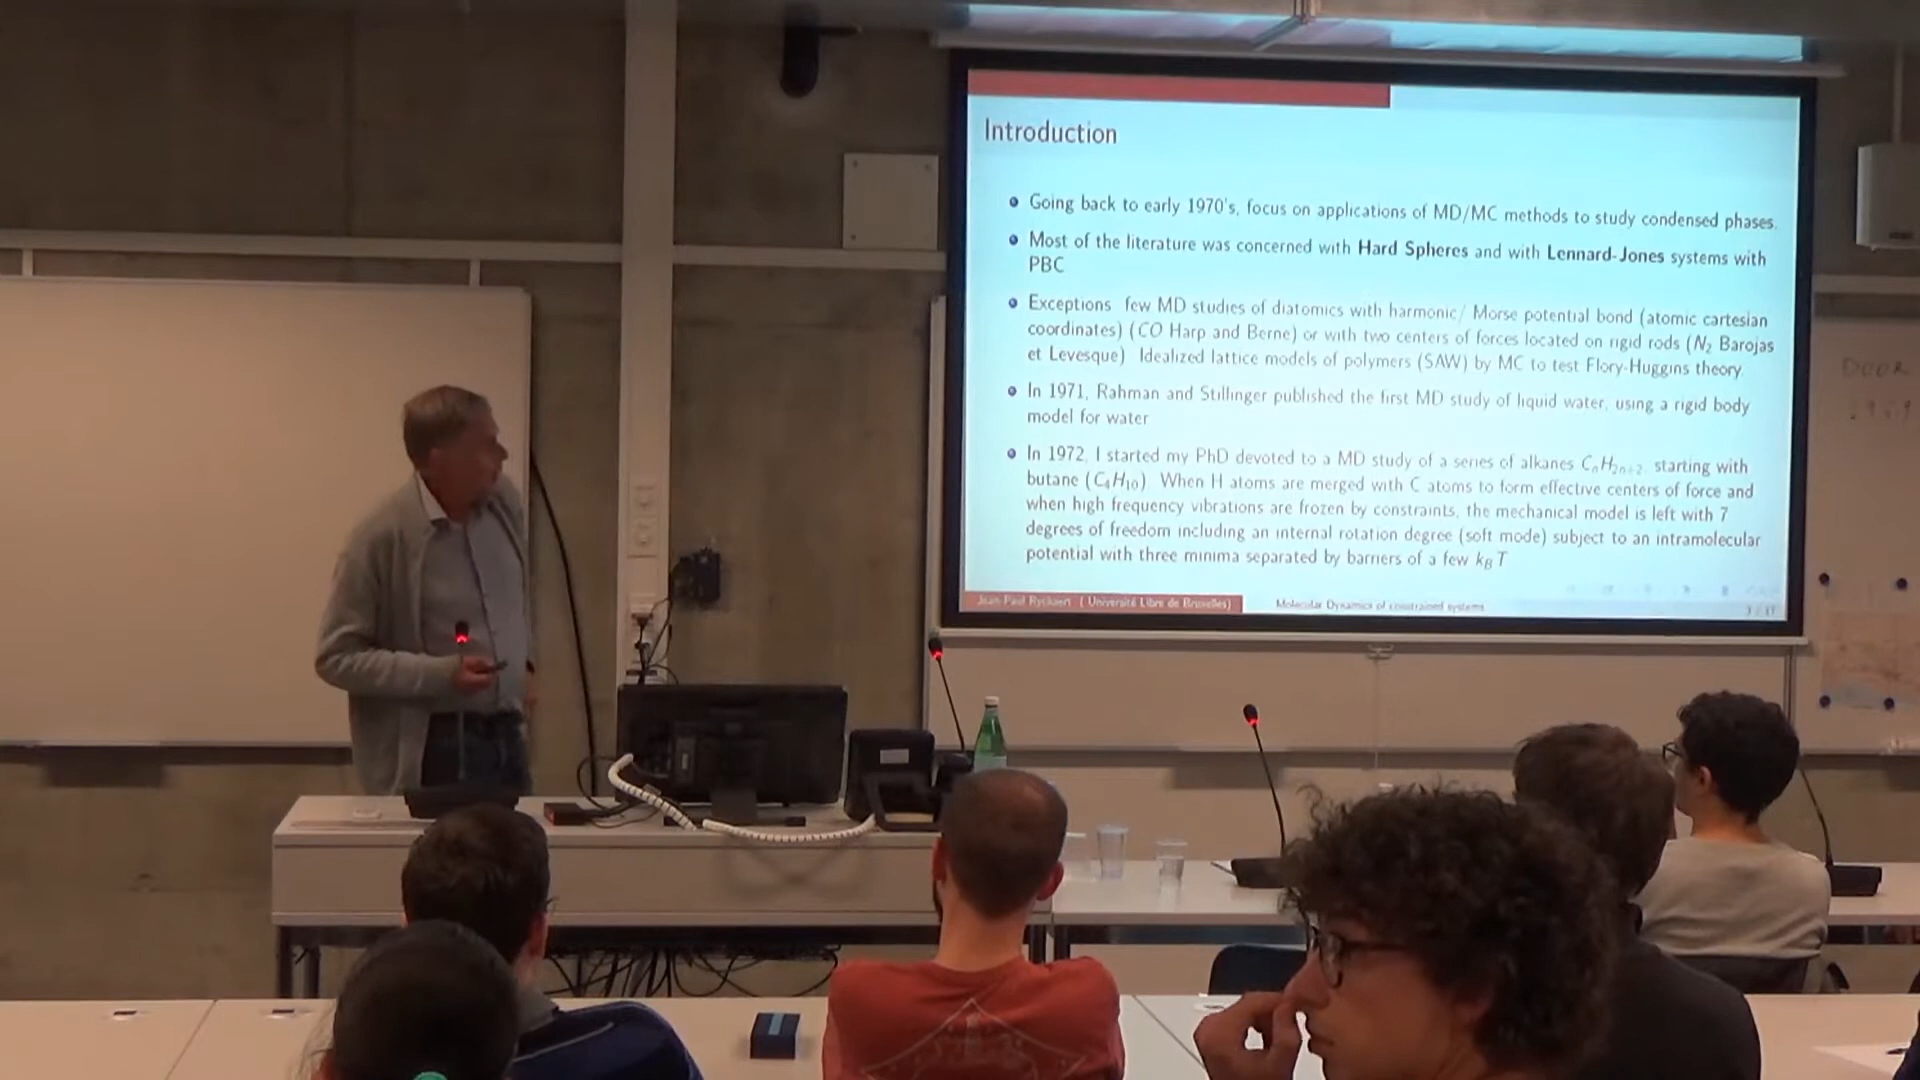 Introduction
Going back to early 1970's, focus on applications of MD/MC methods to study condensed phases.
Most of the literature was concerned with Hard Spheres and with Lennard-Jones systems with
PBC
Exceptions few MD studies of diatomics with harmonic/ Morse potential bond (atomic cartesian
coordinates) (CO Harp and Berne) or with two centers of forces located on rigid rods (N₂ Barojas
et Levesque) Idealized lattice models of polymers (SAW) by MC to test Flory-Huggins theory
In 1971, Rahman and Stillinger published the first MD study of liquid water, using a rigid body
model for water
In 1972, I started my PhD devoted to a MD study of a series of alkanes CₙH₂ₙ₊₂, starting with
butane (C₄H₁₀) When H atoms are merged with C atoms to form effective centers of force and
when high frequency vibrations are frozen by constraints, the mechanical model is left with 7
degrees of freedom including an internal rotation degree (soft mode) subject to an intramolecular
potential with three minima separated by barriers of a few k_B T
Jean-Paul Ryckaert (Université Libre de Bruxelles)
Molecular Dynamics of constrained systems
DOOR